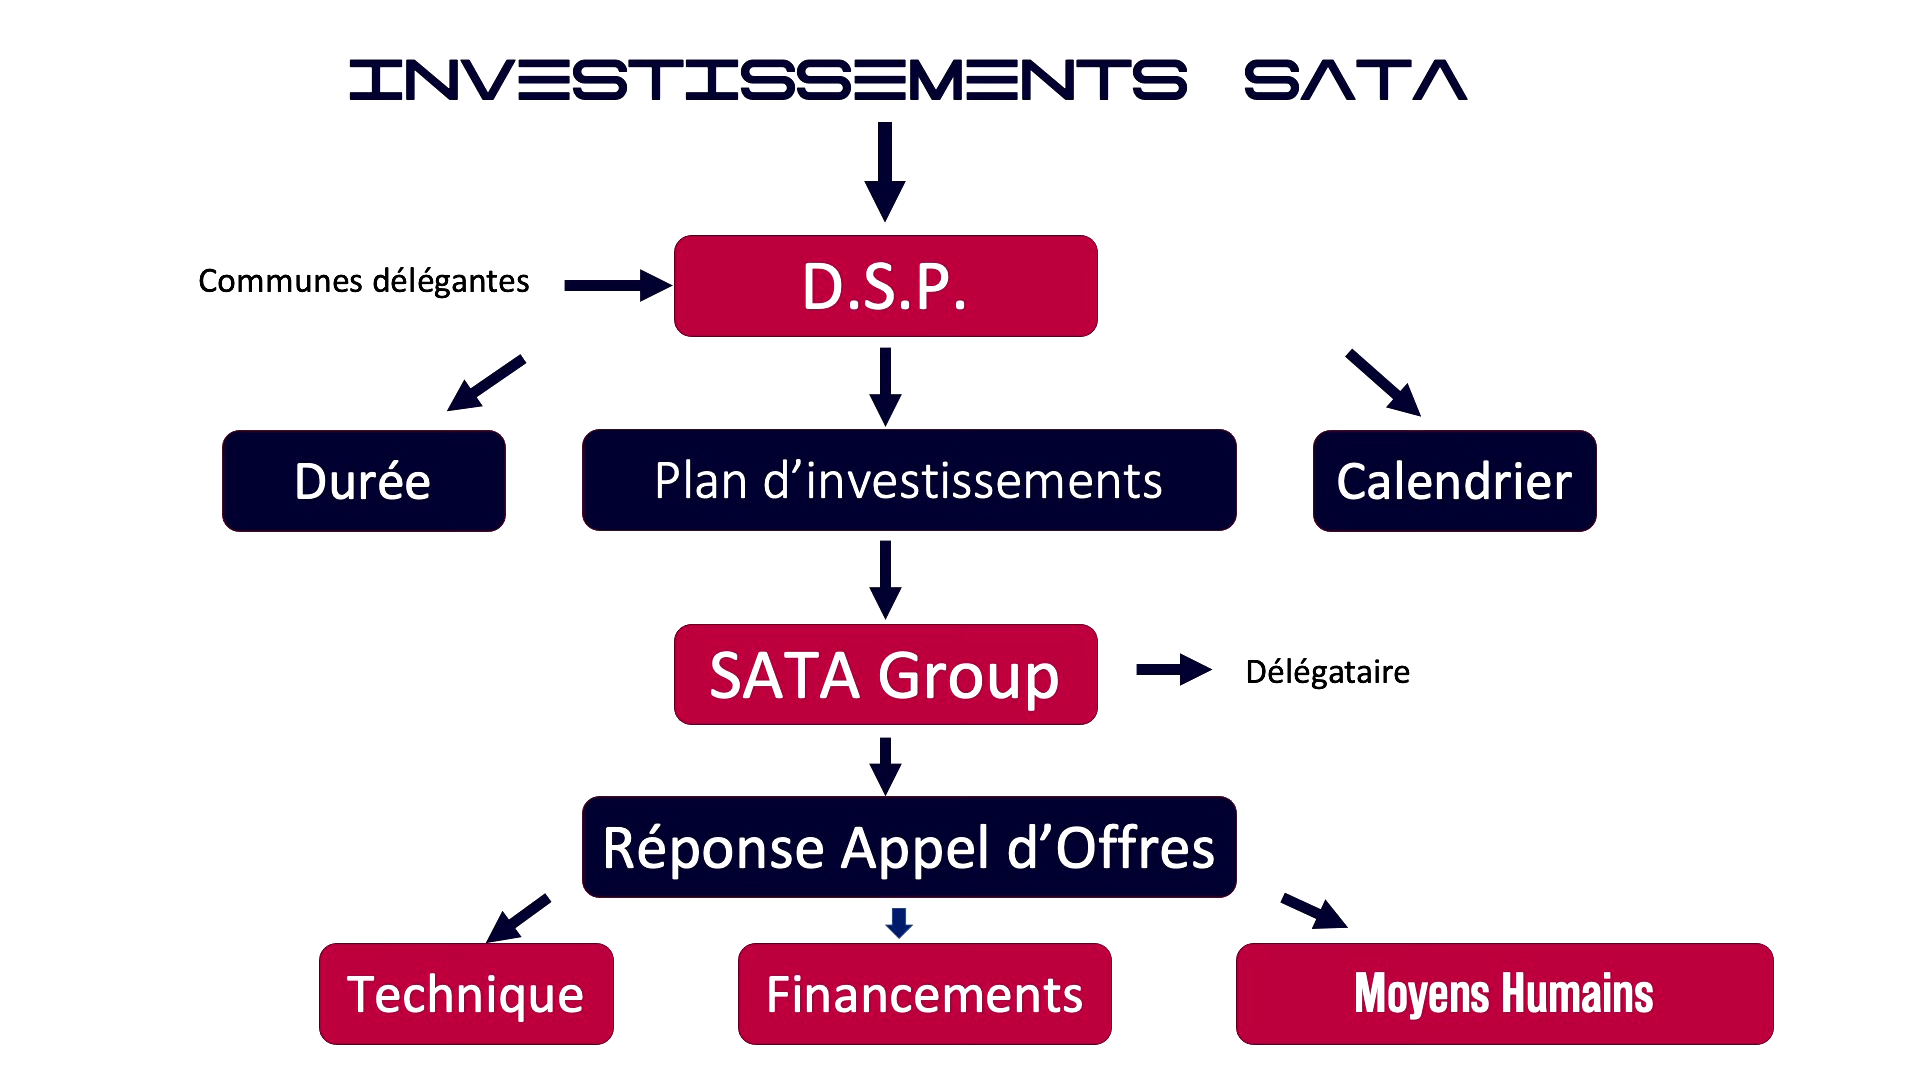 INVESTISSEMENTS SATA
D.S.P.
Communes délégantes
Durée
Plan d’investissements
Calendrier
SATA Group
Délégataire
Réponse Appel d’Offres
Technique
Financements
Moyens Humains